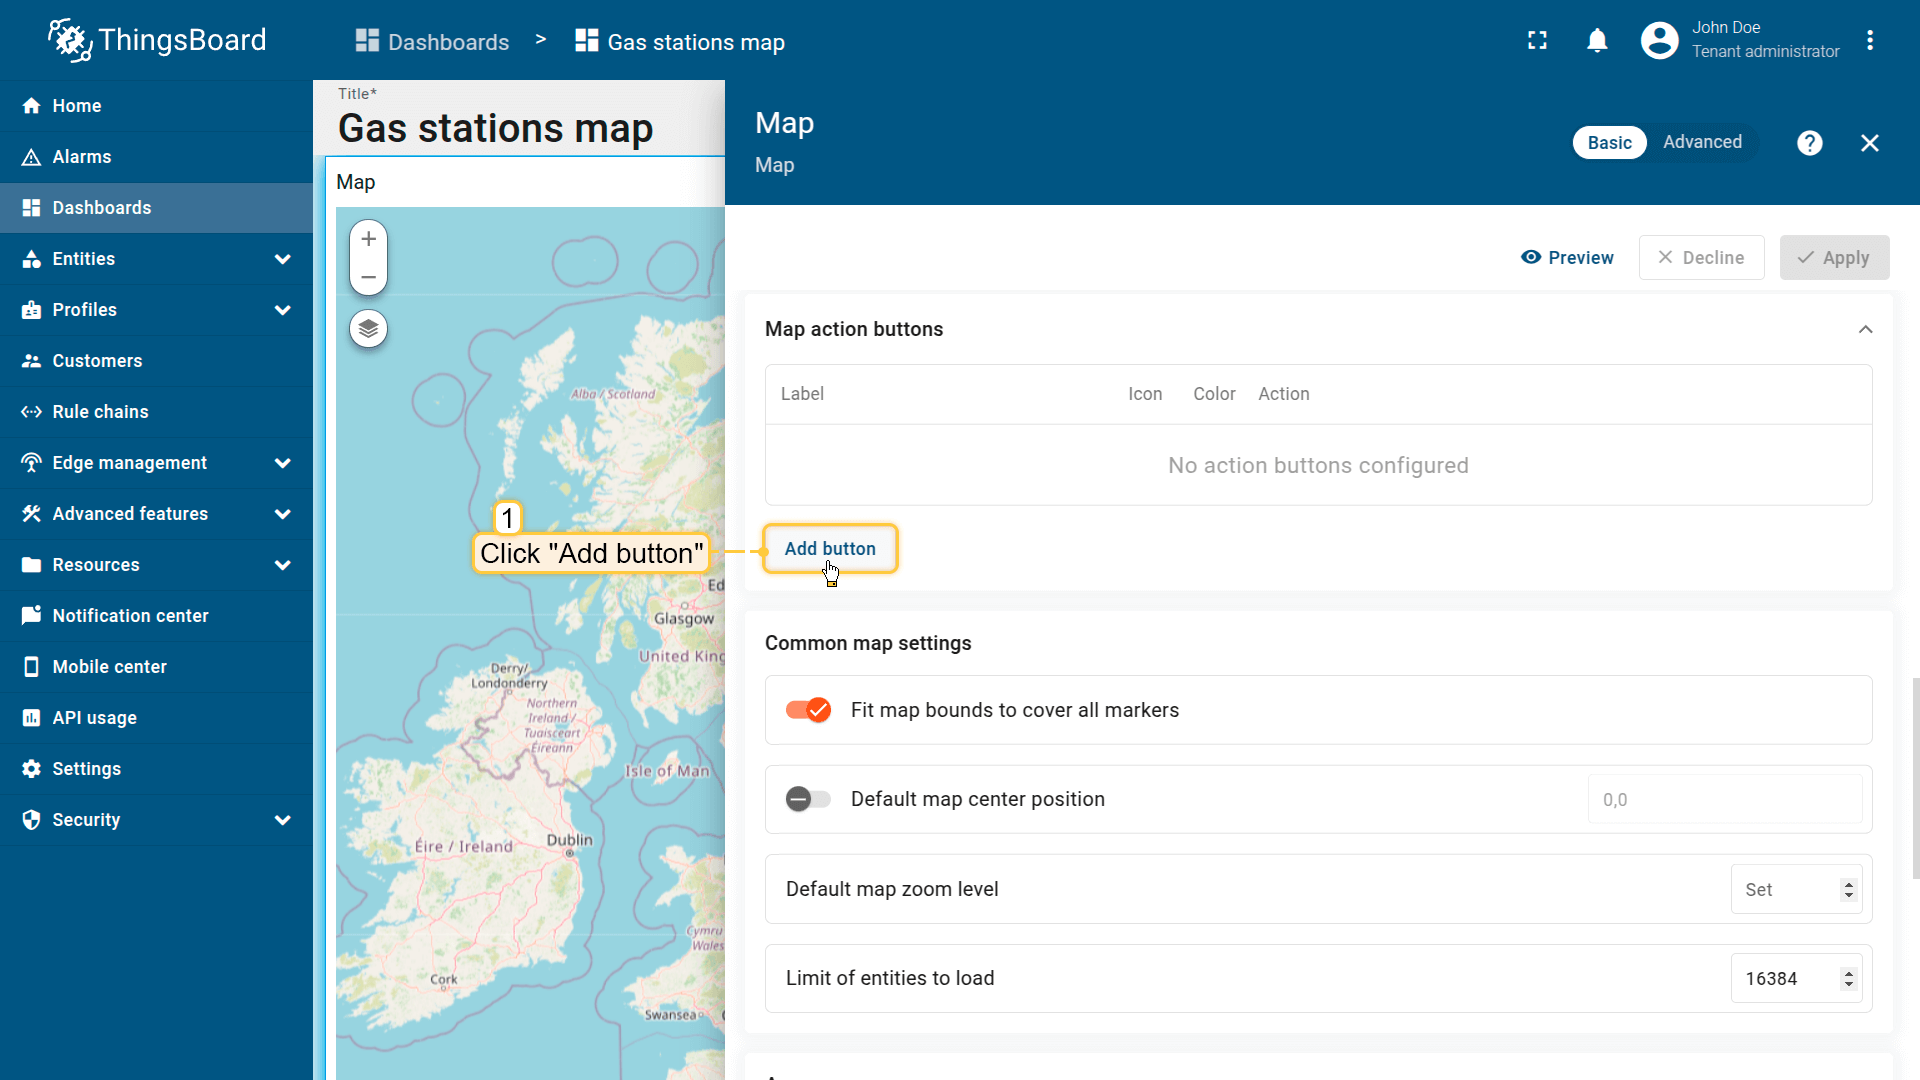 ThingsBoard
Dashboards > Gas stations map
John Doe
Tenant administrator
Home
Alarms
Dashboards
Entities
Profiles
Customers
Rule chains
Edge management
Advanced features
Resources
Notification center
Mobile center
API usage
Settings
Security
Title*
Gas stations map
Map
+
−
Alba / Scotland
Glasgow
Derry/
Londonderry
Northern
Ireland /
Tuaisceart
Éireann
Isle of Man
Éire / Ireland
Dublin
Cymru
Wales
Cork
Swansea
1
Click "Add button"
Map
Map
Basic
Advanced
?
Preview
Decline
Apply
Map action buttons
Label
Icon
Color
Action
No action buttons configured
Add button
Common map settings
Fit map bounds to cover all markers
Default map center position
0,0
Default map zoom level
Set
Limit of entities to load
16384